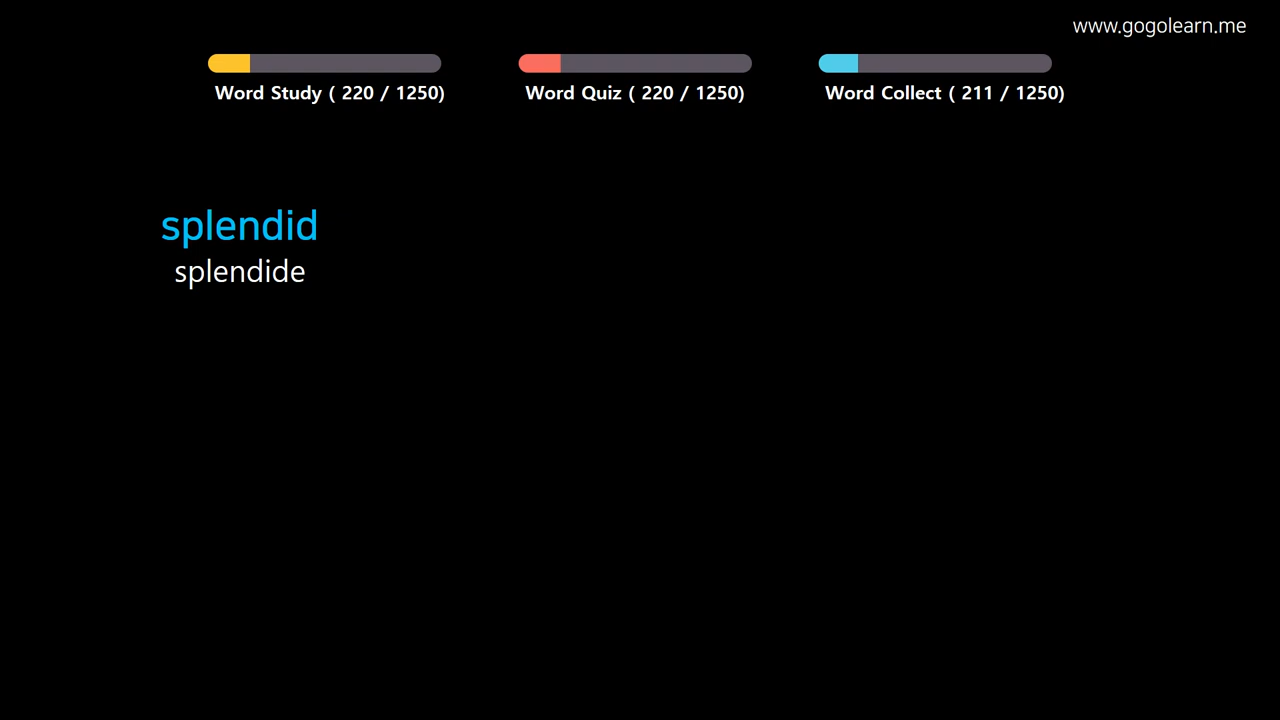 www.gogolearn.me
Word Study ( 220 / 1250)
Word Quiz ( 220 / 1250)
Word Collect ( 211 / 1250)
splendid
splendide